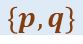 {p, q}